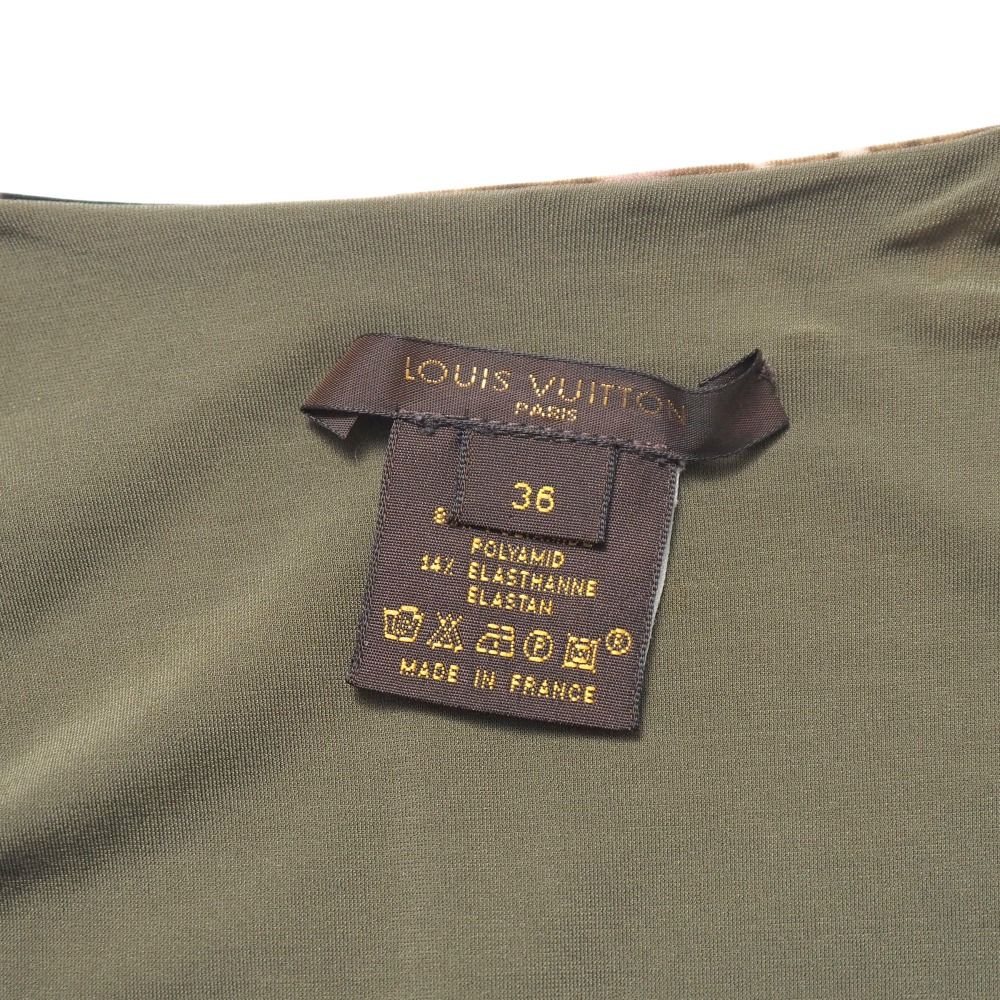 LOUIS VUITTON
PARIS
36
POLYAMID
14% ELASTHANNE
ELASTAN
P
®
MADE IN FRANCE